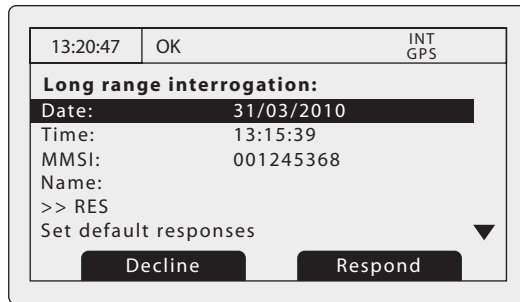 13:20:47 OK INT
GPS
Long range interrogation:
Date: 31/03/2010
Time: 13:15:39
MMSI: 001245368
Name:
>> RES
Set default responses
Decline Respond